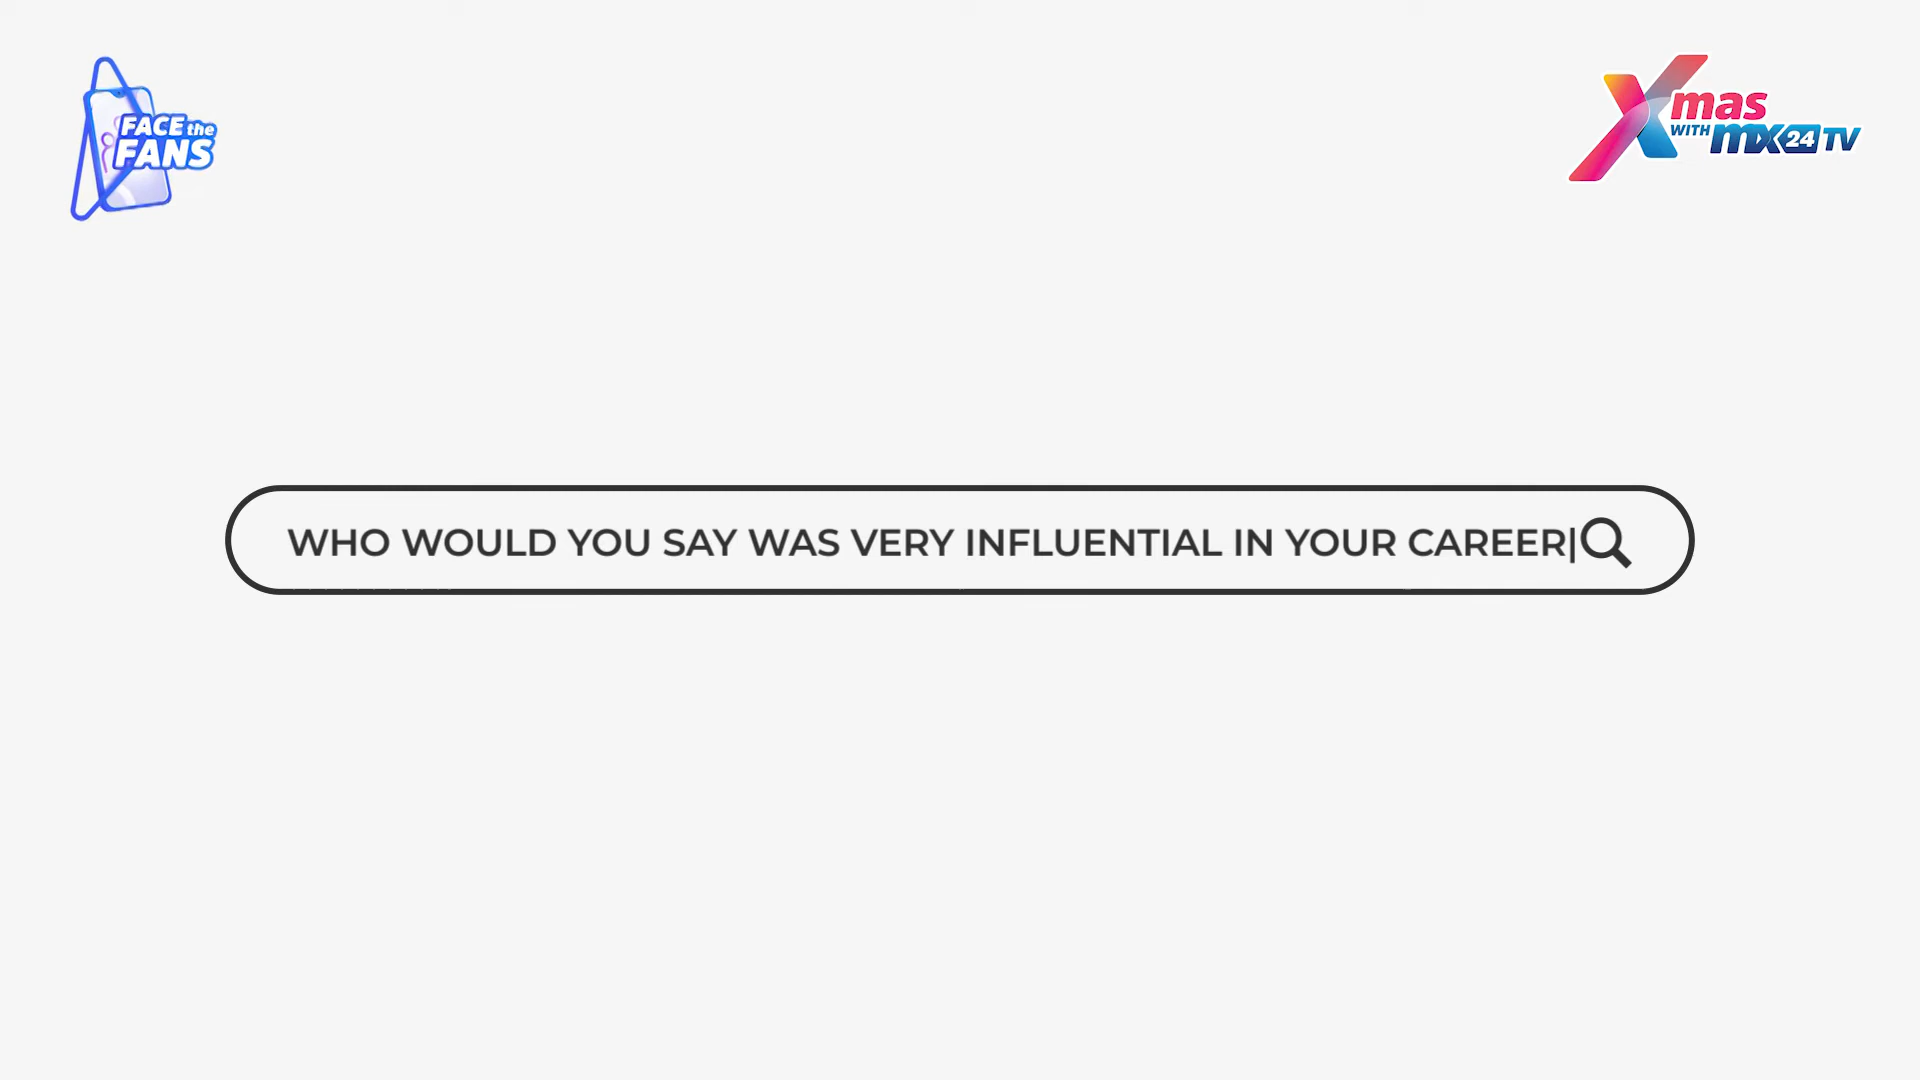 FACE the
FANS
Xmas
WITH mx24 TV
WHO WOULD YOU SAY WAS VERY INFLUENTIAL IN YOUR CAREER|